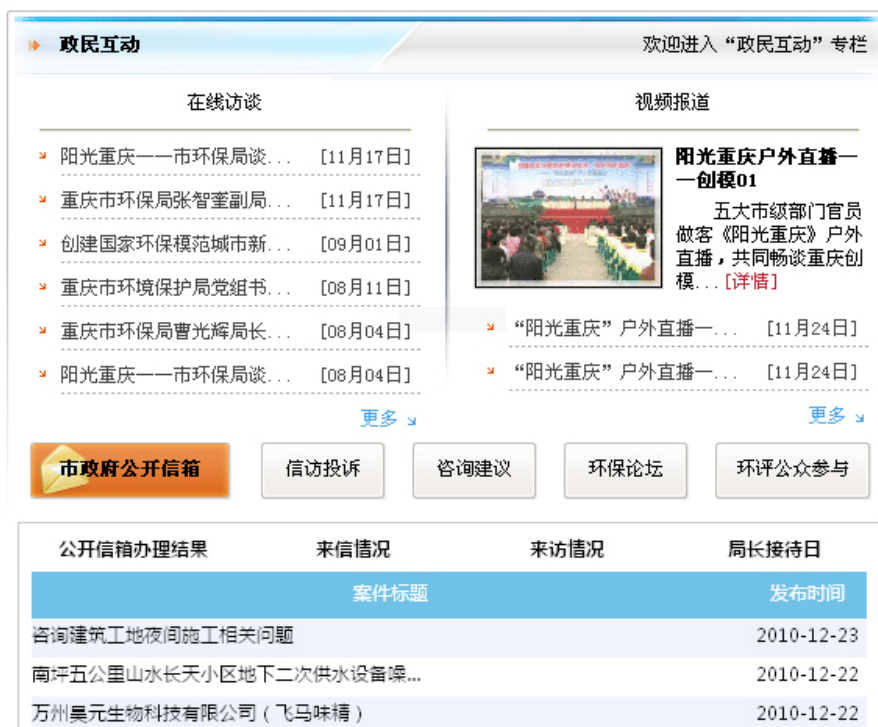 政民互动
欢迎进入“政民互动”专栏
在线访谈
阳光重庆——市环保局谈... [11月17日]
重庆市环保局张智奎副局... [11月17日]
创建国家环保模范城市新... [09月01日]
重庆市环境保护局党组书... [08月11日]
重庆市环保局曹光辉局长... [08月04日]
阳光重庆——市环保局谈... [08月04日]
更多
视频报道
阳光重庆户外直播—
—创模01
五大市级部门官员
做客《阳光重庆》户外
直播，共同畅谈重庆创
模...[详情]
“阳光重庆”户外直播—... [11月24日]
“阳光重庆”户外直播—... [11月24日]
更多
市政府公开信箱 信访投诉 咨询建议 环保论坛 环评公众参与
公开信箱办理结果 来信情况 来访情况 局长接待日
案件标题 发布时间
咨询建筑工地夜间施工相关问题 2010-12-23
南坪五公里山水长天小区地下二次供水设备噪... 2010-12-22
万州昊元生物科技有限公司（飞马味精） 2010-12-22